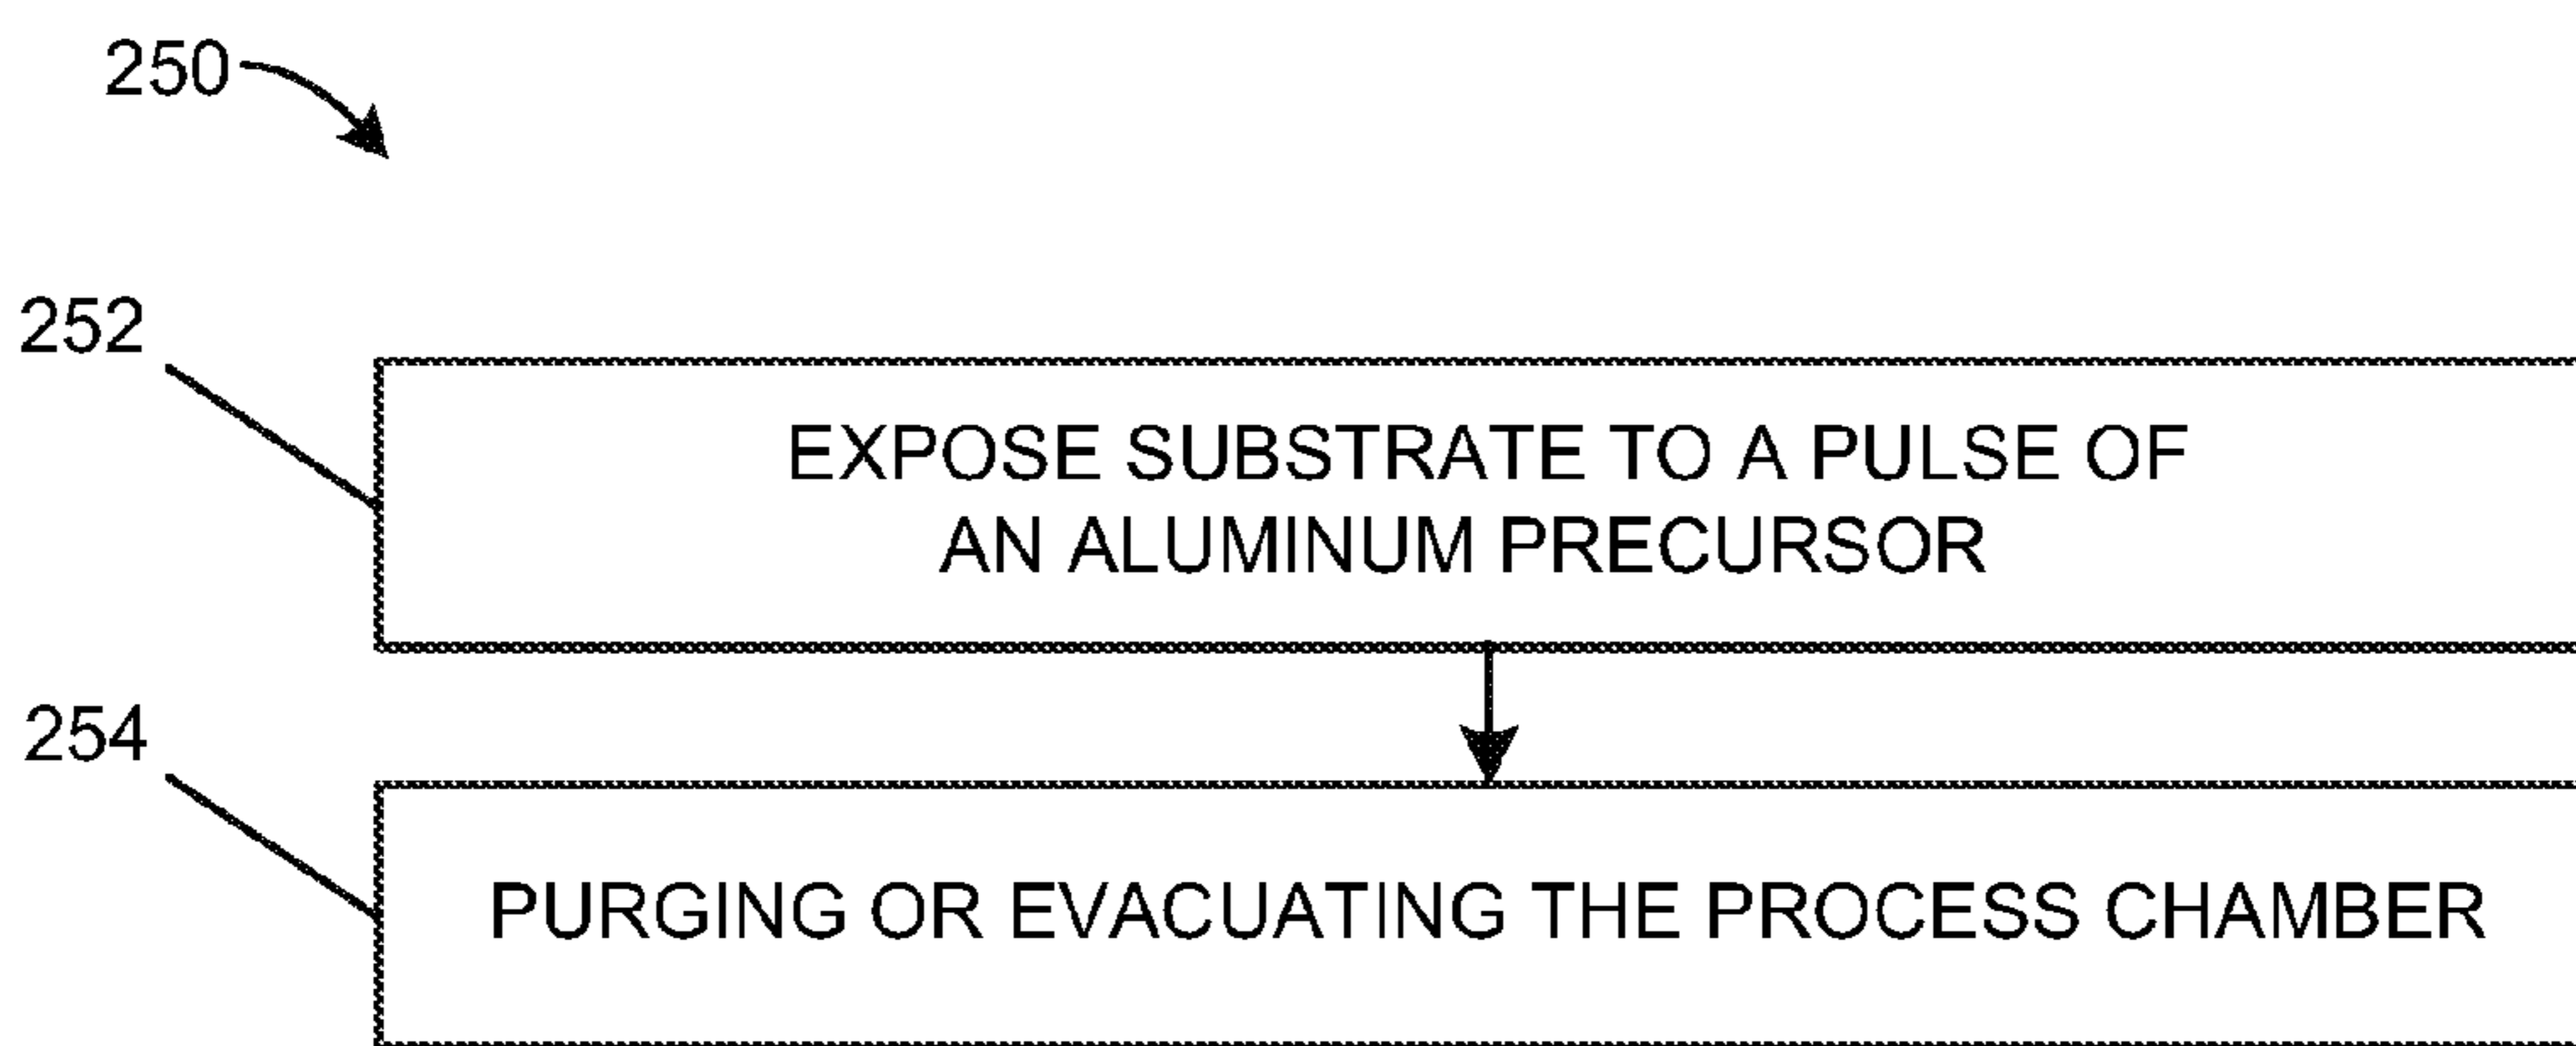 250
252
EXPOSE SUBSTRATE TO A PULSE OF
AN ALUMINUM PRECURSOR
254
PURGING OR EVACUATING THE PROCESS CHAMBER